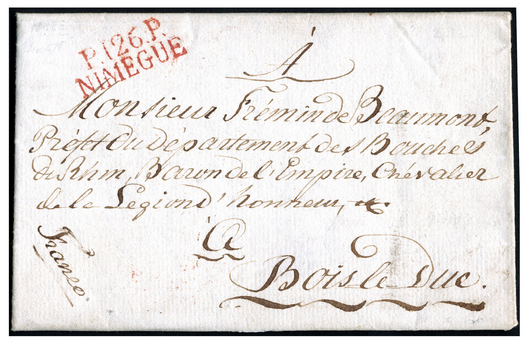 P.126.P.
NIMEGUE
A
Monsieur Frémin de Beaumont,
Préfet du Département des Bouches
du Rhin, Baron de l'Empire, Chevalier
de la Legion d'honneur, &c.
à
Bois le Duc.
Franco.